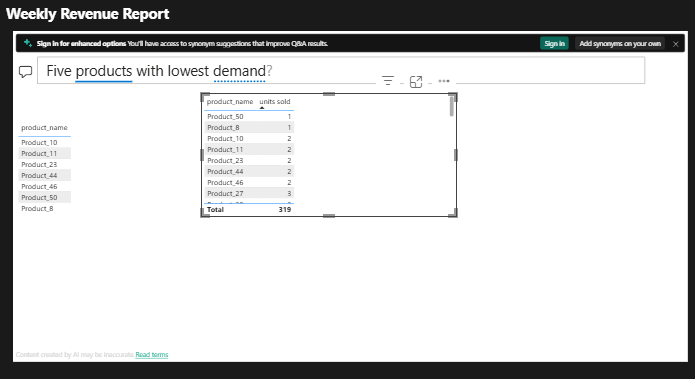 Weekly Revenue Report
Sign in for enhanced options You'll have access to synonym suggestions that improve Q&A results.
Sign in
Add synonyms on your own
Five products with lowest demand?
product_name
Product_10
Product_11
Product_23
Product_44
Product_46
Product_50
Product_8
product_name units sold
Product_50 1
Product_8 1
Product_10 2
Product_11 2
Product_23 2
Product_44 2
Product_46 2
Product_27 3
Total 319
Content created by AI may be inaccurate Read terms